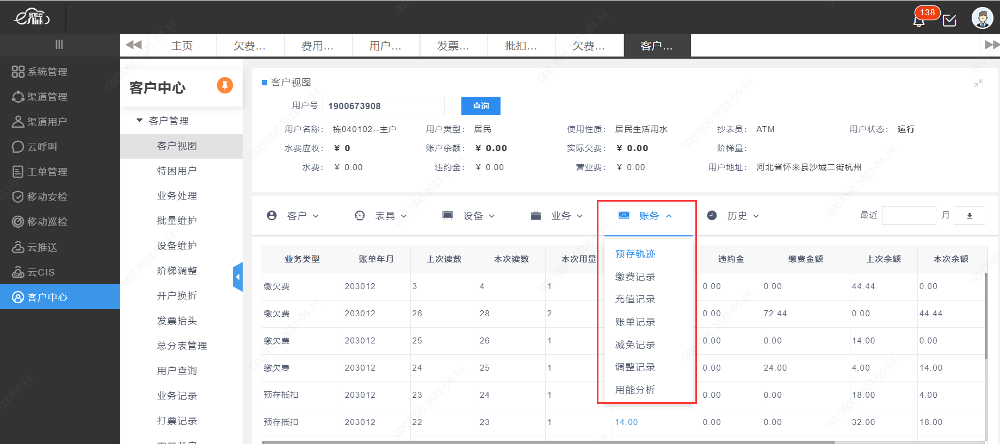 易联云
eslink
138
主页 欠费... 费用... 用户... 发票... 批扣... 欠费... 客户...
系统管理
渠道管理
渠道用户
云呼叫
工单管理
移动安检
移动巡检
云推送
云CIS
客户中心
客户中心
客户管理
客户视图
特困用户
业务处理
批量维护
设备维护
阶梯调整
开户换折
发票抬头
总分表管理
用户查询
业务记录
打票记录
客户视图
用户号 1900673908 查询
用户名称： 栋040102--主户 用户类型： 居民 使用性质： 居民生活用水 抄表员： ATM 用户状态： 运行
水费应收： ¥ 0 账户余额： ¥ 0.00 实际欠费： ¥ 0.00 阶梯量：
水费： ¥ 0.00 违约金： ¥ 0.00 营业费： ¥ 0.00 用户地址： 河北省怀来县沙城二街杭州
客户 表具 设备 业务 账务 历史 最近 月
预存轨迹
缴费记录
充值记录
账单记录
减免记录
调整记录
用能分析
业务类型 账单年月 上次读数 本次读数 本次用量 违约金 缴费金额 上次余额 本次余额
缴欠费 203012 3 4 1 0.00 0.00 44.44 0.00
缴欠费 203012 26 28 2 0.00 72.44 0.00 44.44
缴欠费 203012 25 26 1 0.00 0.00 14.00 0.00
缴欠费 203012 24 25 1 0.00 24.00 4.00 14.00
预存抵扣 203012 23 24 1 0.00 0.00 18.00 4.00
预存抵扣 203012 22 23 1 14.00 0.00 0.00 32.00 18.00
G007000 2021-04-14